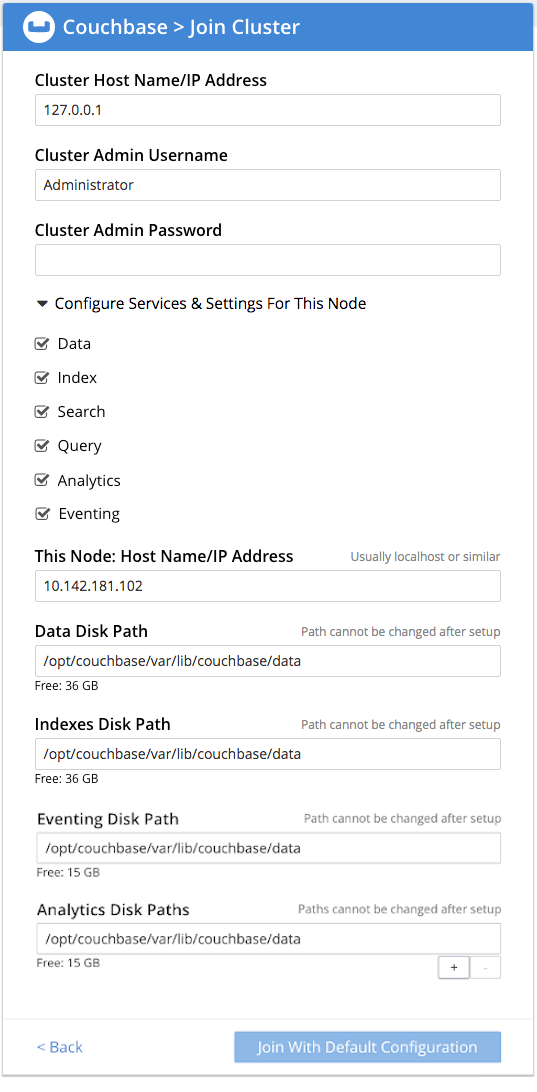 Couchbase > Join Cluster
Cluster Host Name/IP Address
127.0.0.1
Cluster Admin Username
Administrator
Cluster Admin Password
Configure Services & Settings For This Node
Data
Index
Search
Query
Analytics
Eventing
This Node: Host Name/IP Address Usually localhost or similar
10.142.181.102
Data Disk Path Path cannot be changed after setup
/opt/couchbase/var/lib/couchbase/data
Free: 36 GB
Indexes Disk Path Path cannot be changed after setup
/opt/couchbase/var/lib/couchbase/data
Free: 36 GB
Eventing Disk Path Path cannot be changed after setup
/opt/couchbase/var/lib/couchbase/data
Free: 15 GB
Analytics Disk Paths Paths cannot be changed after setup
/opt/couchbase/var/lib/couchbase/data
Free: 15 GB + -
< Back Join With Default Configuration